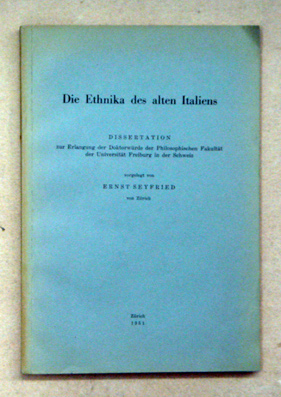 Die Ethnika des alten Italiens
DISSERTATION
zur Erlangung der Doktorwürde der Philosophischen Fakultät
der Universität Freiburg in der Schweiz
vorgelegt von
ERNST SEYFRIED
von Zürich
Zürich
1951